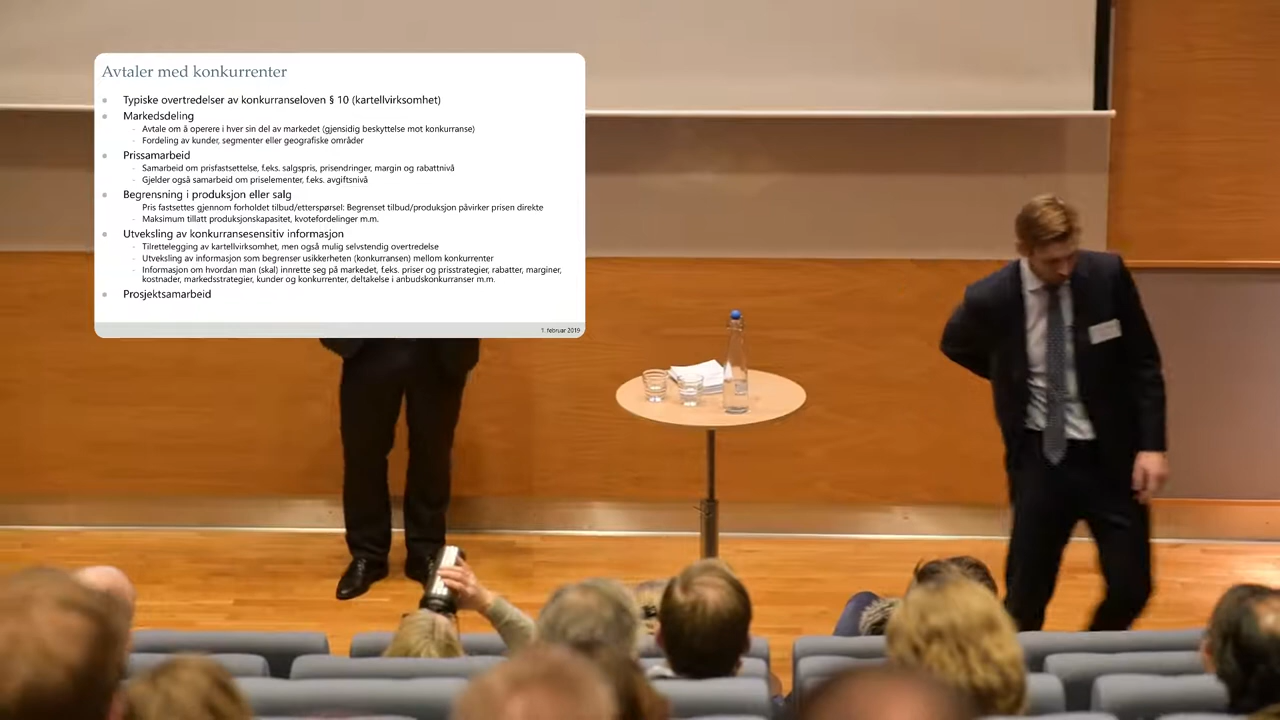 Avtaler med konkurrenter
Typiske overtredelser av konkurranseloven § 10 (kartellvirksomhet)
Markedsdeling
Avtale om å operere i hver sin del av markedet (gjensidig beskyttelse mot konkurranse)
Fordeling av kunder, segmenter eller geografiske områder
Prissamarbeid
Samarbeid om prisfastsettelse, f.eks. salgspris, prisendringer, margin og rabattnivå
Gjelder også samarbeid om priselementer, f.eks. avgiftsnivå
Begrensning i produksjon eller salg
Pris fastsettes gjennom forholdet tilbud/etterspørsel: Begrenset tilbud/produksjon påvirker prisen direkte
Maksimum tillatt produksjonskapasitet, kvotefordelinger m.m.
Utveksling av konkurransesensitiv informasjon
Tilrettelegging av kartellvirksomhet, men også mulig selvstendig overtredelse
Utveksling av informasjon som begrenser usikkerheten (konkurransen) mellom konkurrenter
Informasjon om hvordan man (skal) innrette seg på markedet, f.eks. priser og prisstrategier, rabatter, marginer,
kostnader, markedsstrategier, kunder og konkurrenter, deltakelse i anbudskonkurranser m.m.
Prosjektsamarbeid
1. februar 2019